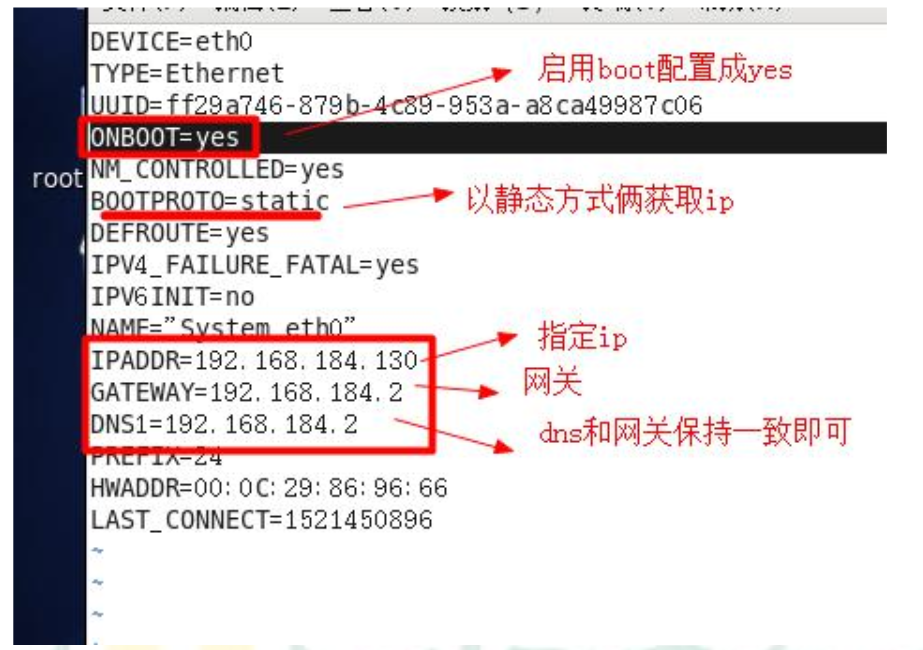 DEVICE=eth0
TYPE=Ethernet
启用boot配置成yes
UUID=ff29a746-879b-4c89-953a-a8ca49987c06
ONBOOT=yes
root
NM_CONTROLLED=yes
BOOTPROTO=static
以静态方式俩获取ip
DEFROUTE=yes
IPV4_FAILURE_FATAL=yes
IPV6INIT=no
NAME="System eth0"
指定ip
IPADDR=192.168.184.130
网关
GATEWAY=192.168.184.2
DNS1=192.168.184.2
dns和网关保持一致即可
PREFIX=24
HWADDR=00:0C:29:86:96:66
LAST_CONNECT=1521450896
~
~
~